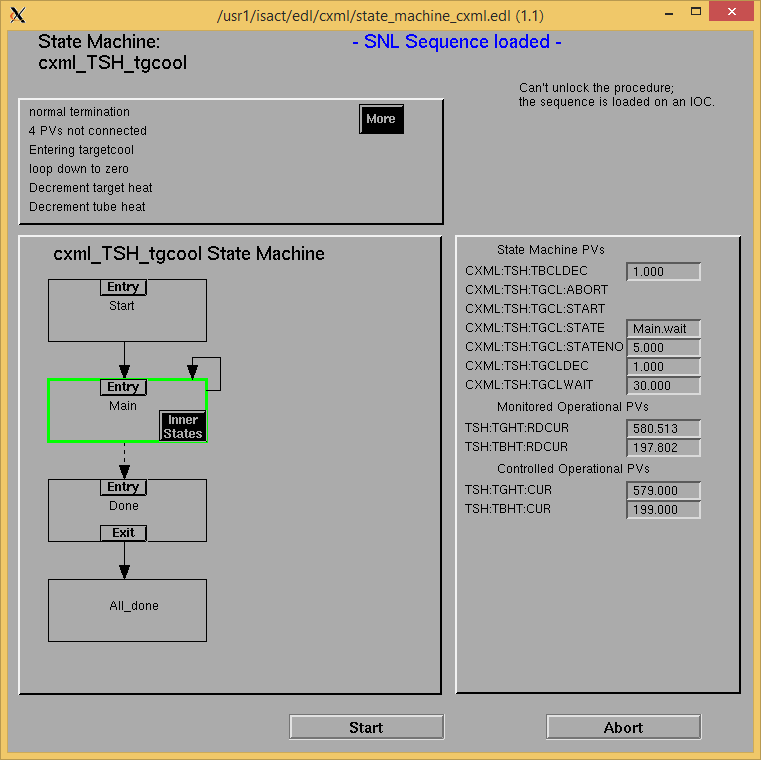 /usr1/isact/edl/cxml/state_machine_cxml.edl (1.1)
State Machine:
cxml_TSH_tgcool
- SNL Sequence loaded -
Can't unlock the procedure;
the sequence is loaded on an IOC.
normal termination
4 PVs not connected
Entering targetcool
loop down to zero
Decrement target heat
Decrement tube heat
More
cxml_TSH_tgcool State Machine
Entry
Start
Entry
Main
Inner
States
Entry
Done
Exit
All_done
State Machine PVs
CXML:TSH:TBCLDEC 1.000
CXML:TSH:TGCL:ABORT
CXML:TSH:TGCL:START
CXML:TSH:TGCL:STATE Main.wait
CXML:TSH:TGCL:STATENO 5.000
CXML:TSH:TGCLDEC 1.000
CXML:TSH:TGCLWAIT 30.000
Monitored Operational PVs
TSH:TGHT:RDCUR 580.513
TSH:TBHT:RDCUR 197.802
Controlled Operational PVs
TSH:TGHT:CUR 579.000
TSH:TBHT:CUR 199.000
Start
Abort